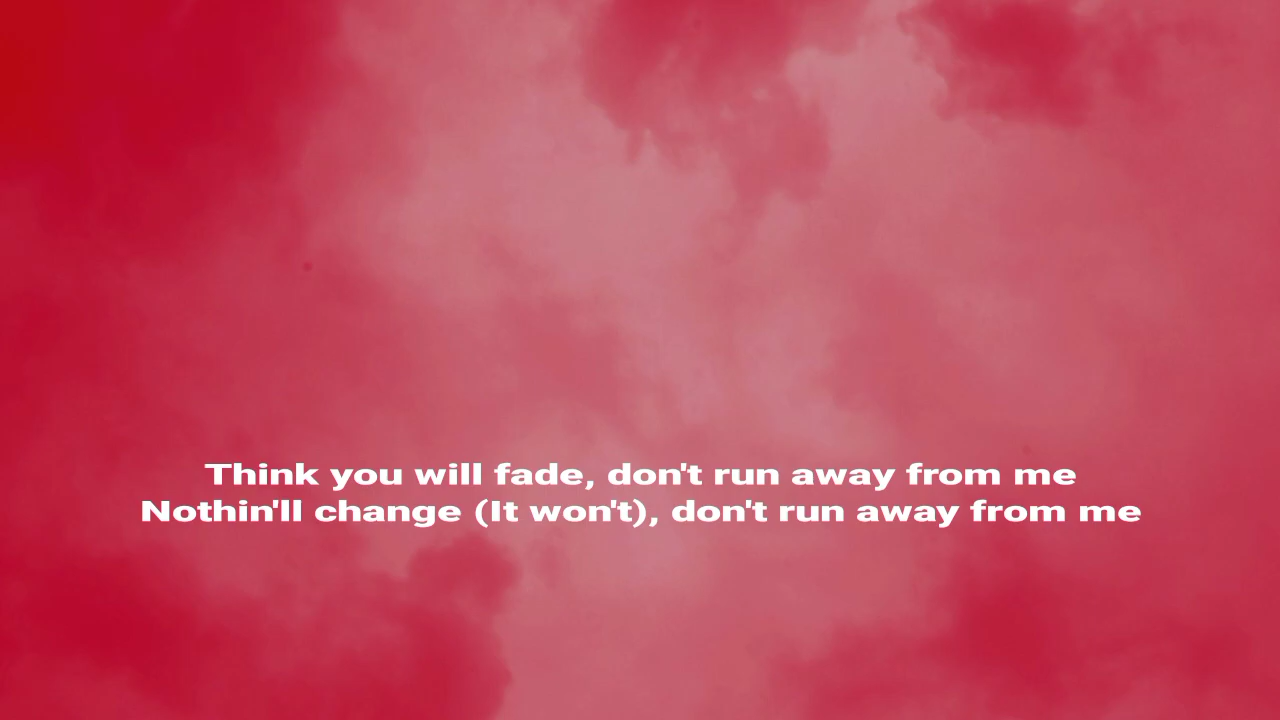 Think you will fade, don't run away from me
Nothin'll change (It won't), don't run away from me